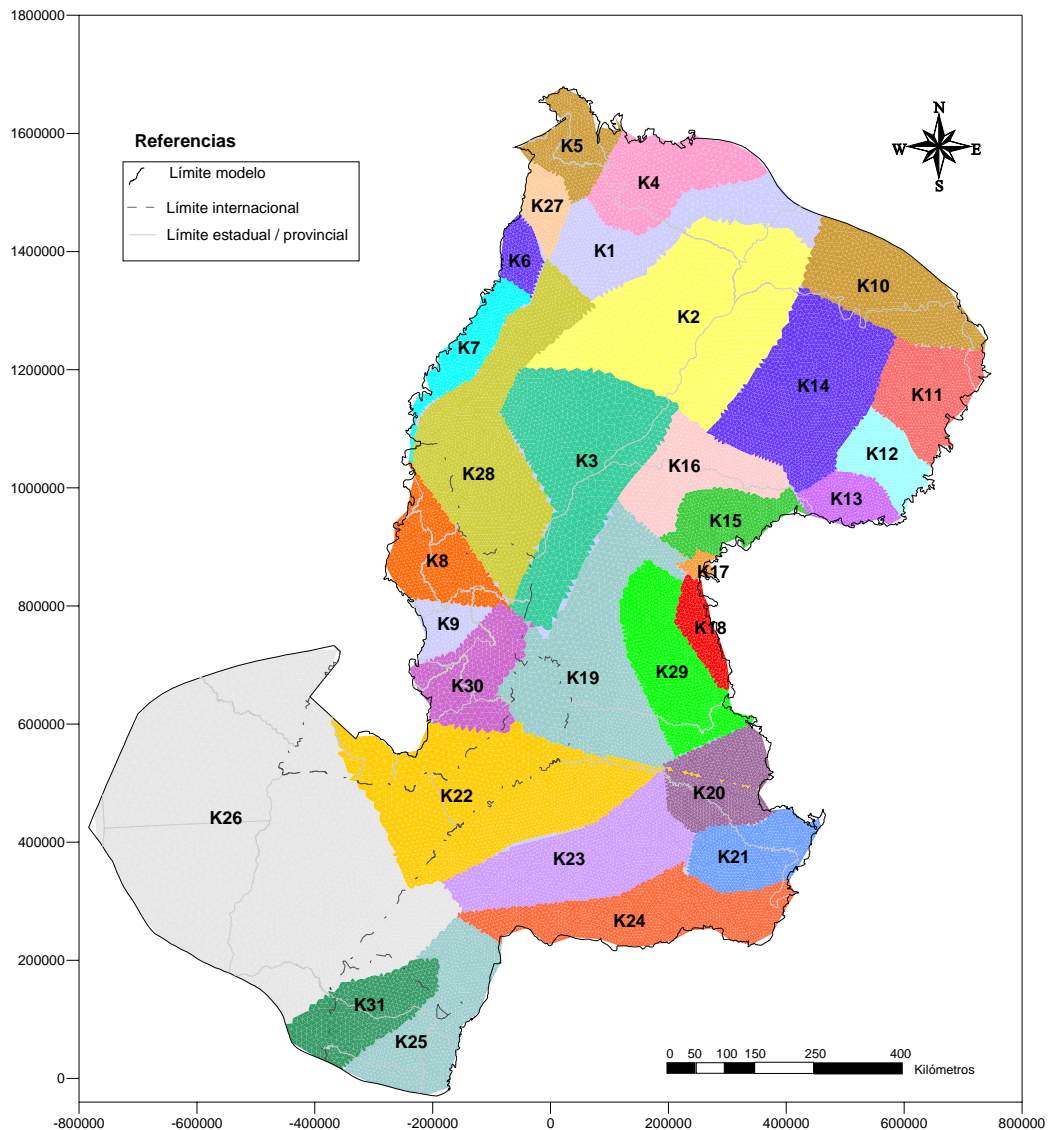 1800000
1600000
1400000
1200000
1000000
800000
600000
400000
200000
0
Referencias
Límite modelo
Límite internacional
Límite estadual / provincial
N
W
E
S
K5
K4
K27
K1
K6
K10
K2
K7
K14
K11
K12
K16
K3
K28
K13
K15
K8
K17
K9
K18
K29
K19
K30
K20
K22
K26
K21
K23
K24
K31
K25
0 50 100 150 250 400
Kilómetros
-800000 -600000 -400000 -200000 0 200000 400000 600000 800000